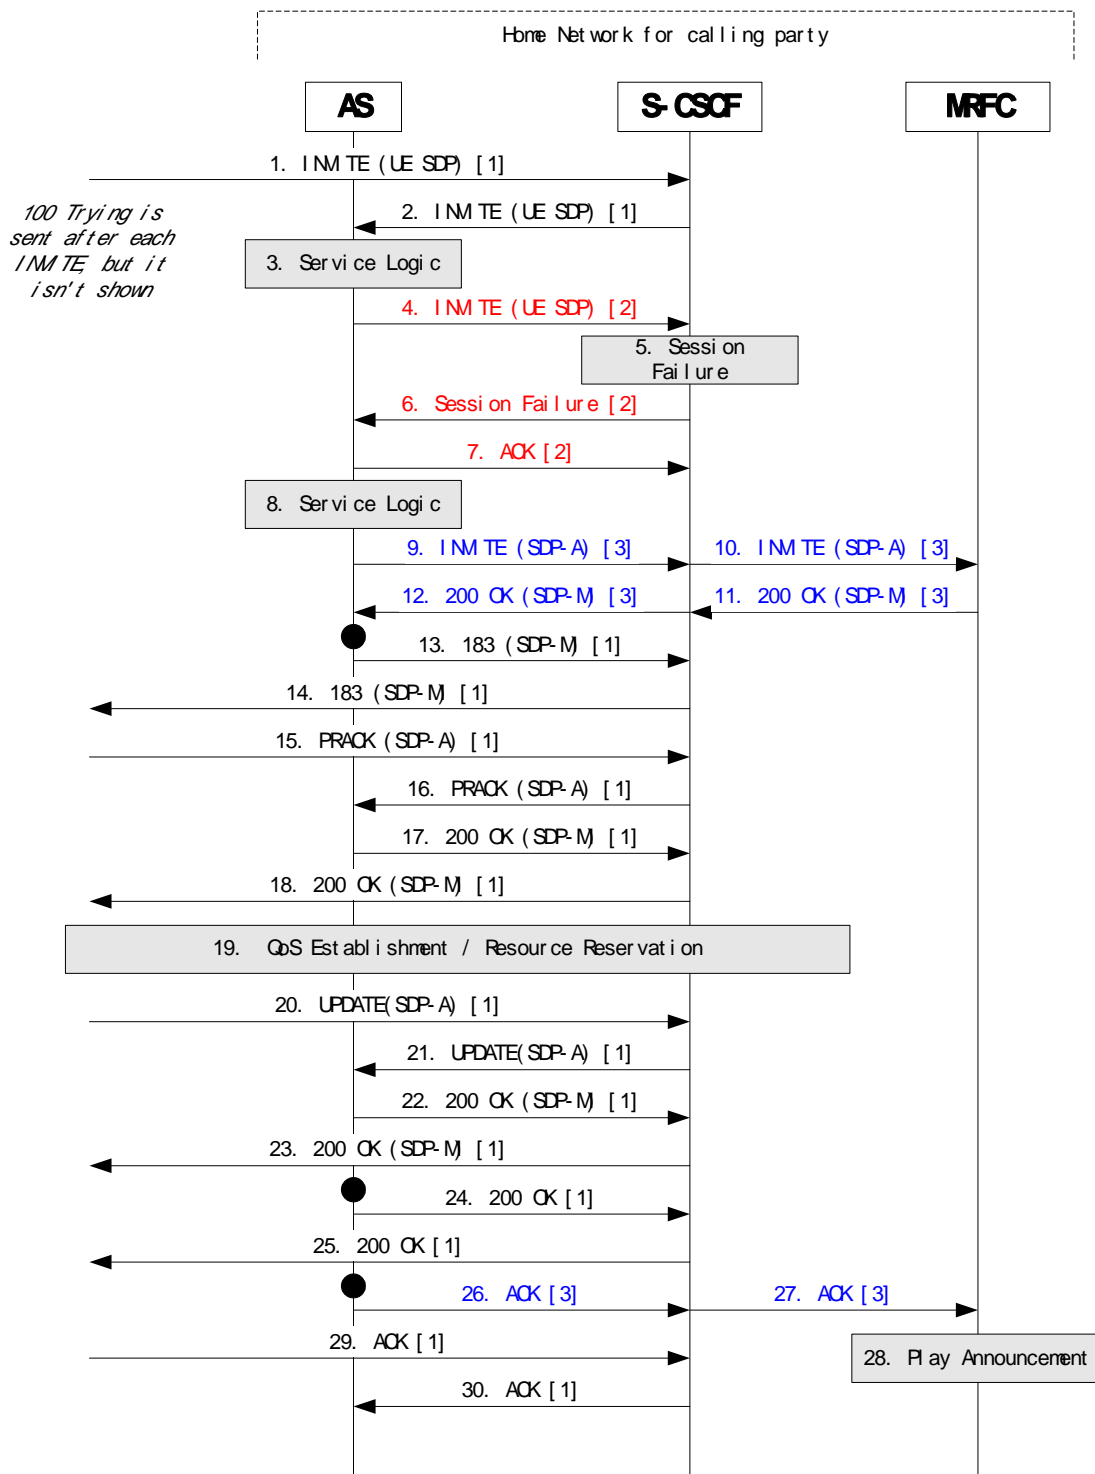 Home Network for calling party
AS
S-CSCF
MRFC
1. INVITE (UE SDP) [1]
100 Trying is
sent after each
INVITE, but it
isn't shown
2. INVITE (UE SDP) [1]
3. Service Logic
4. INVITE (UE SDP) [2]
5. Session
Failure
6. Session Failure [2]
7. ACK [2]
8. Service Logic
9. INVITE (SDP-A) [3]
10. INVITE (SDP-A) [3]
12. 200 OK (SDP-M) [3]
11. 200 OK (SDP-M) [3]
13. 183 (SDP-M) [1]
14. 183 (SDP-M) [1]
15. PRACK (SDP-A) [1]
16. PRACK (SDP-A) [1]
17. 200 OK (SDP-M) [1]
18. 200 OK (SDP-M) [1]
19. QoS Establishment / Resource Reservation
20. UPDATE(SDP-A) [1]
21. UPDATE(SDP-A) [1]
22. 200 OK (SDP-M) [1]
23. 200 OK (SDP-M) [1]
24. 200 OK [1]
25. 200 OK [1]
26. ACK [3]
27. ACK [3]
29. ACK [1]
28. Play Announcement
30. ACK [1]